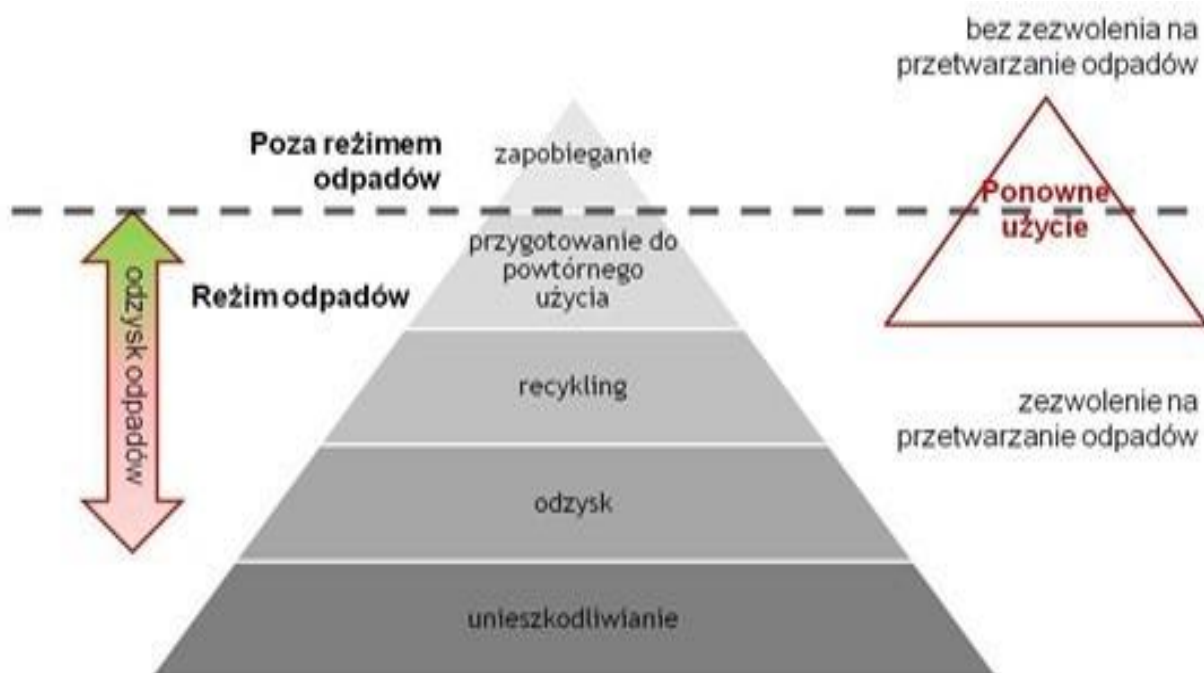 bez zezwolenia na
przetwarzanie odpadów
Poza reżimem
odpadów
zapobieganie
Ponowne
użycie
przygotowanie do
powtórnego
użycia
Reżim odpadów
odzysk odpadów
recykling
zezwolenie na
przetwarzanie odpadów
odzysk
unieszkodliwianie